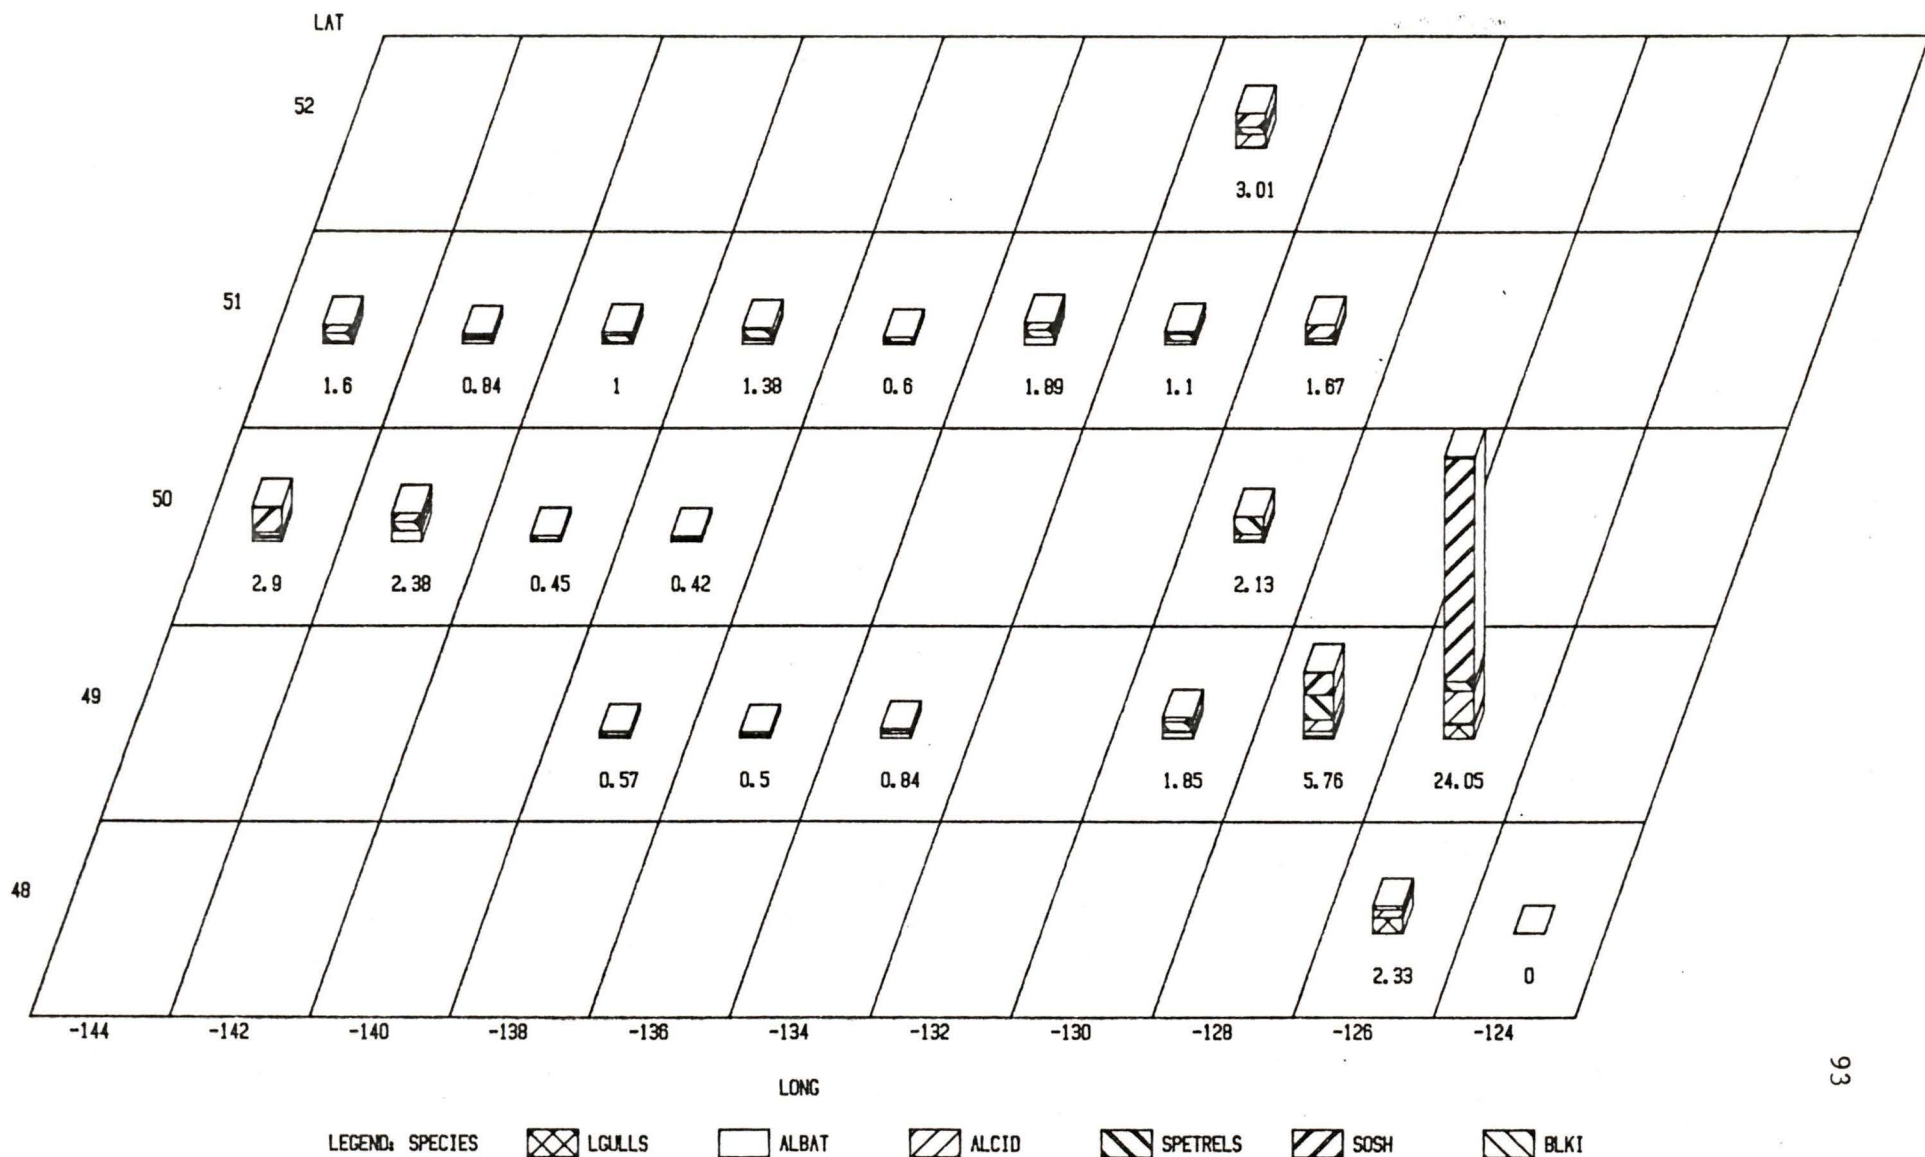 LAT
52
3.01
51
1.6 0.84 1 1.38 0.6 1.89 1.1 1.67
50
2.9 2.38 0.45 0.42 2.13
49
0.57 0.5 0.84 1.85 5.76 24.05
48
2.33 0
-144 -142 -140 -138 -136 -134 -132 -130 -128 -126 -124
LONG
93
LEGEND: SPECIES LGULLS ALBAT ALCID SPETRELS SOSH BLKI